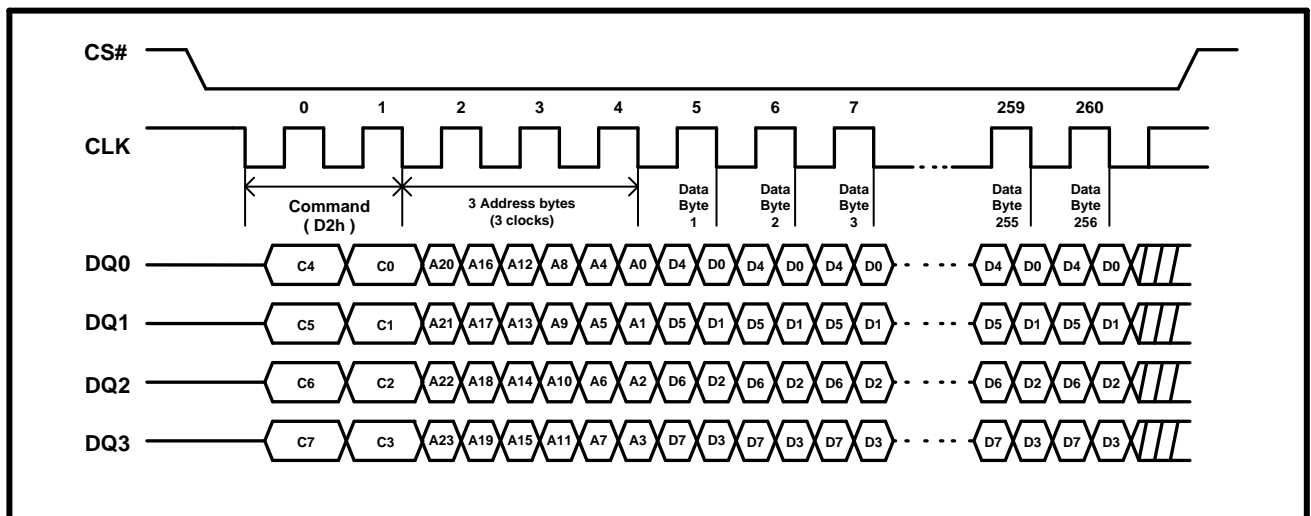 CS#
0 1 2 3 4 5 6 7 259 260
CLK
Command
( D2h )
3 Address bytes
(3 clocks)
Data
Byte
1
Data
Byte
2
Data
Byte
3
Data
Byte
255
Data
Byte
256
DQ0 C4 C0 A20 A16 A12 A8 A4 A0 D4 D0 D4 D0 D4 D0 D4 D0 D4 D0
DQ1 C5 C1 A21 A17 A13 A9 A5 A1 D5 D1 D5 D1 D5 D1 D5 D1 D5 D1
DQ2 C6 C2 A22 A18 A14 A10 A6 A2 D6 D2 D6 D2 D6 D2 D6 D2 D6 D2
DQ3 C7 C3 A23 A19 A15 A11 A7 A3 D7 D3 D7 D3 D7 D3 D7 D3 D7 D3